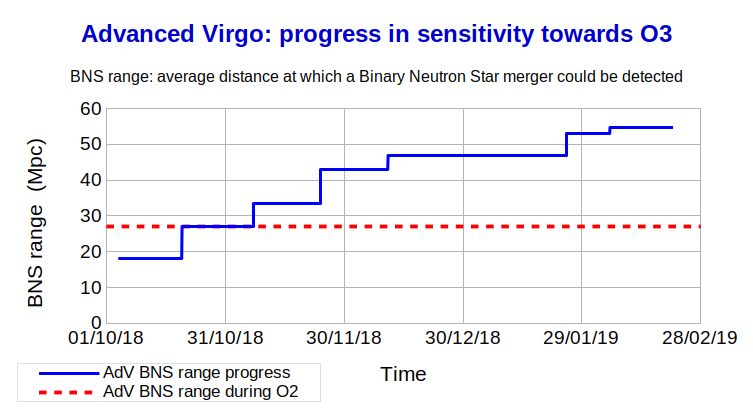 Advanced Virgo: progress in sensitivity towards O3
BNS range: average distance at which a Binary Neutron Star merger could be detected
BNS range (Mpc)
60
50
40
30
20
10
0
01/10/18 31/10/18 30/11/18 30/12/18 29/01/19 28/02/19
Time
AdV BNS range progress
AdV BNS range during O2